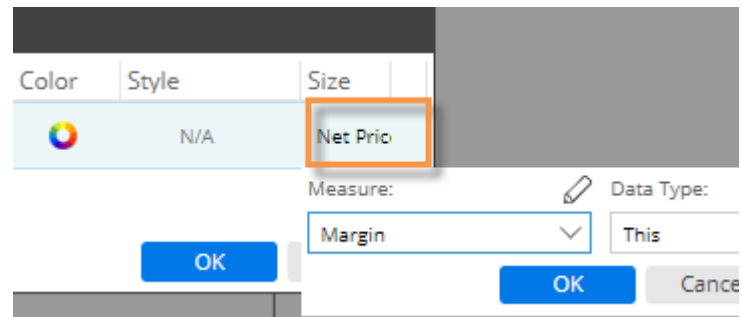 Color Style Size
N/A Net Pric
Measure: Data Type:
Margin This
OK
OK Cance